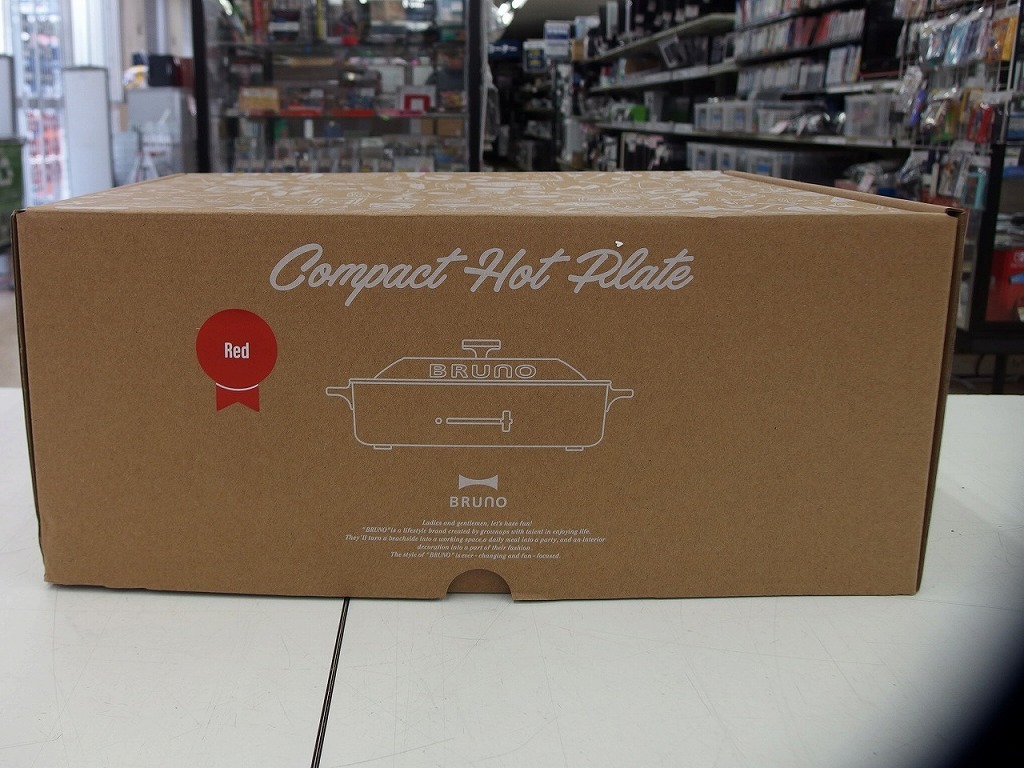 Compact Hot Plate
Red
BRUNO
BRUNO
Ladies and gentlemen, let's have fun!
"BRUNO" is a lifestyle brand created by grownups with talent in enjoying life.
They'll turn a beachside into a working space, a daily meal into a party, and an interior
decoration into a part of their fashion.
The style of "BRUNO" is ever - changing and fun - focused.